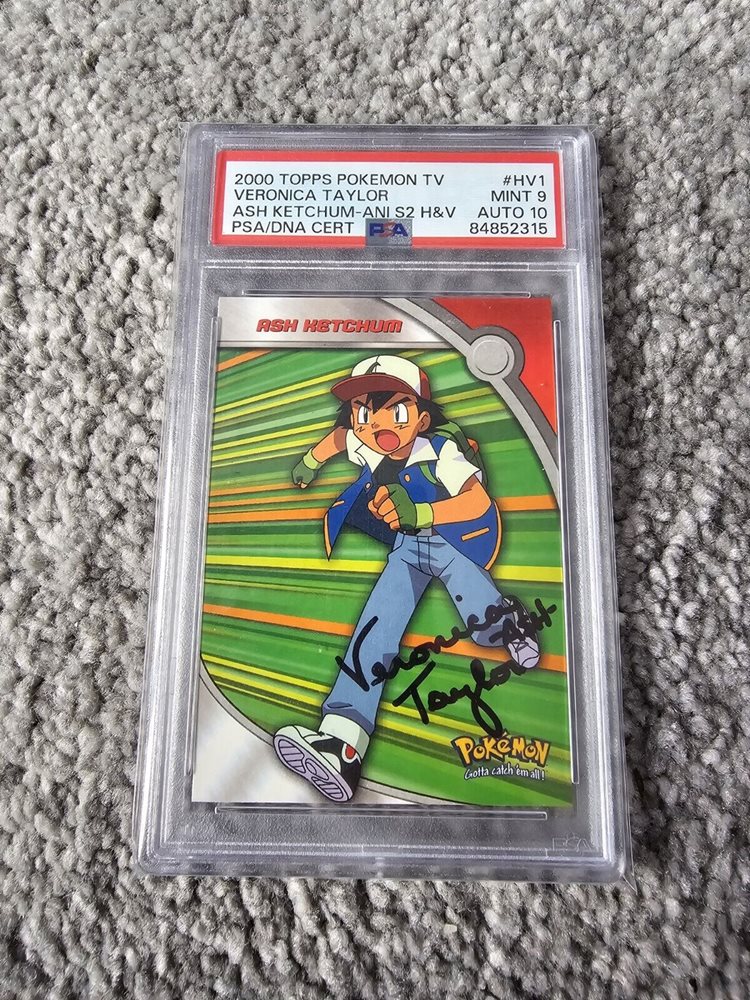 2000 TOPPS POKEMON TV #HV1
VERONICA TAYLOR MINT 9
ASH KETCHUM-ANI S2 H&V AUTO 10
PSA/DNA CERT PSA 84852315
ASH KETCHUM
Veronica
Ash
Taylor
POKéMON
Gotta catch 'em all!
PSA